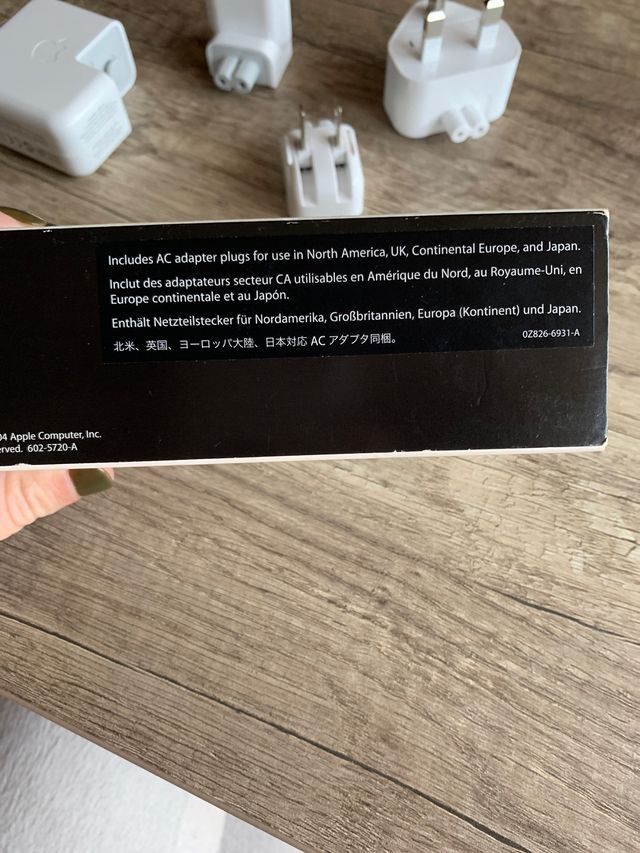 Includes AC adapter plugs for use in North America, UK, Continental Europe, and Japan.
Inclut des adaptateurs secteur CA utilisables en Amérique du Nord, au Royaume-Uni, en
Europe continentale et au Japón.
Enthält Netzteilstecker für Nordamerika, Großbritannien, Europa (Kontinent) und Japan.
北米、英国、ヨーロッパ大陸、日本対応 AC アダプタ同梱。
0Z826-6931-A
04 Apple Computer, Inc.
erved. 602-5720-A